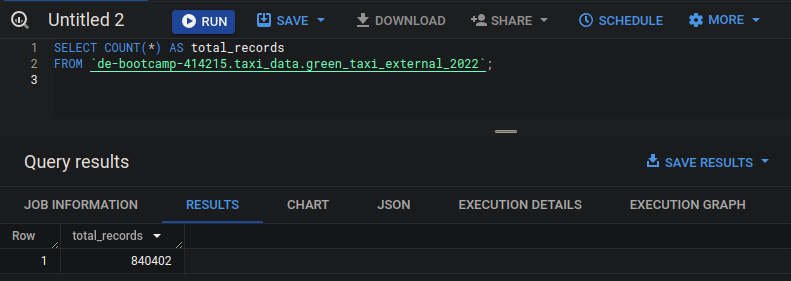 Untitled 2 RUN SAVE DOWNLOAD SHARE SCHEDULE MORE
1 SELECT COUNT(*) AS total_records
2 FROM `de-bootcamp-414215.taxi_data.green_taxi_external_2022`;
3
Query results SAVE RESULTS
JOB INFORMATION RESULTS CHART JSON EXECUTION DETAILS EXECUTION GRAPH
Row total_records
1 840402